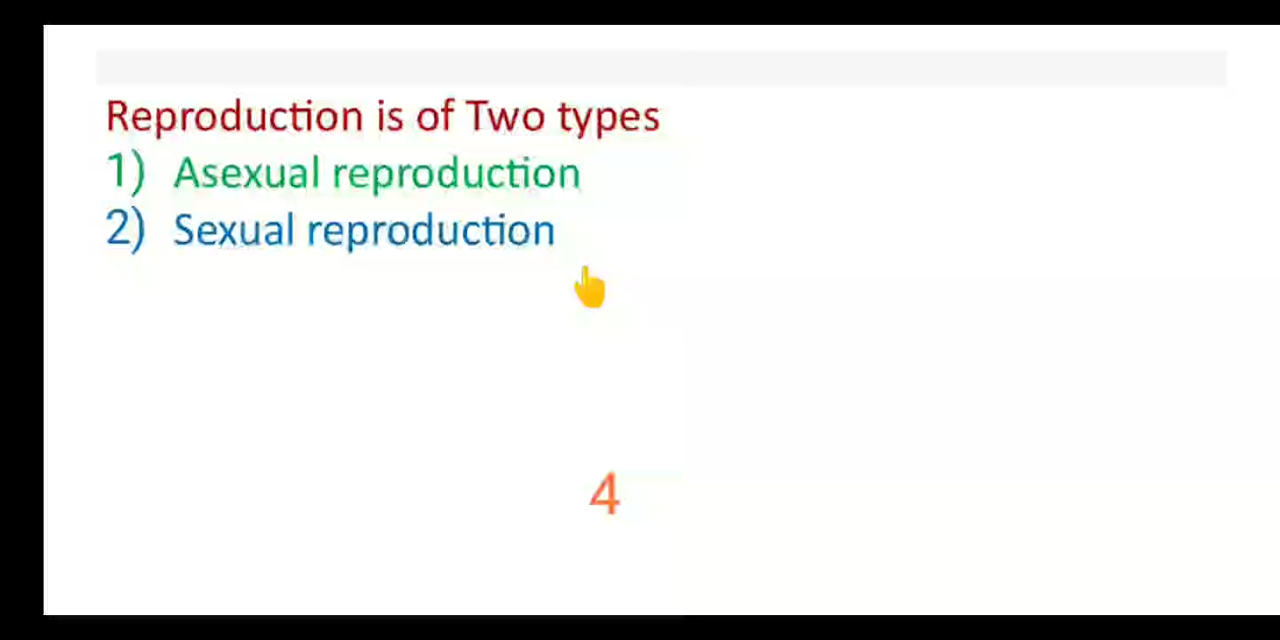 Reproduction is of Two types
1) Asexual reproduction
2) Sexual reproduction
4